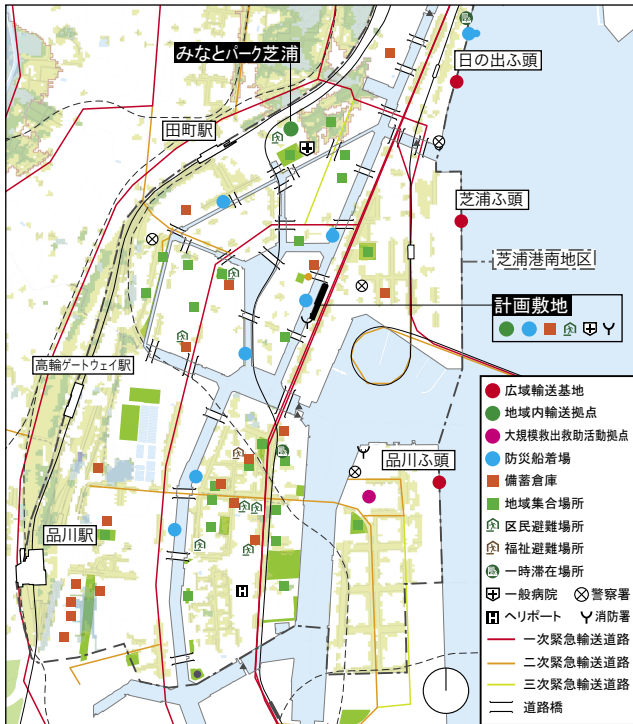 みなとパーク芝浦
日の出ふ頭
田町駅
芝浦ふ頭
芝浦港南地区
計画敷地
高輪ゲートウェイ駅
品川ふ頭
品川駅
H
広域輸送基地
地域内輸送拠点
大規模救出救助活動拠点
防災船着場
備蓄倉庫
地域集合場所
区民避難場所
福祉避難場所
一時滞在場所
一般病院 警察署
H ヘリポート 消防署
一次緊急輸送道路
二次緊急輸送道路
三次緊急輸送道路
道路橋